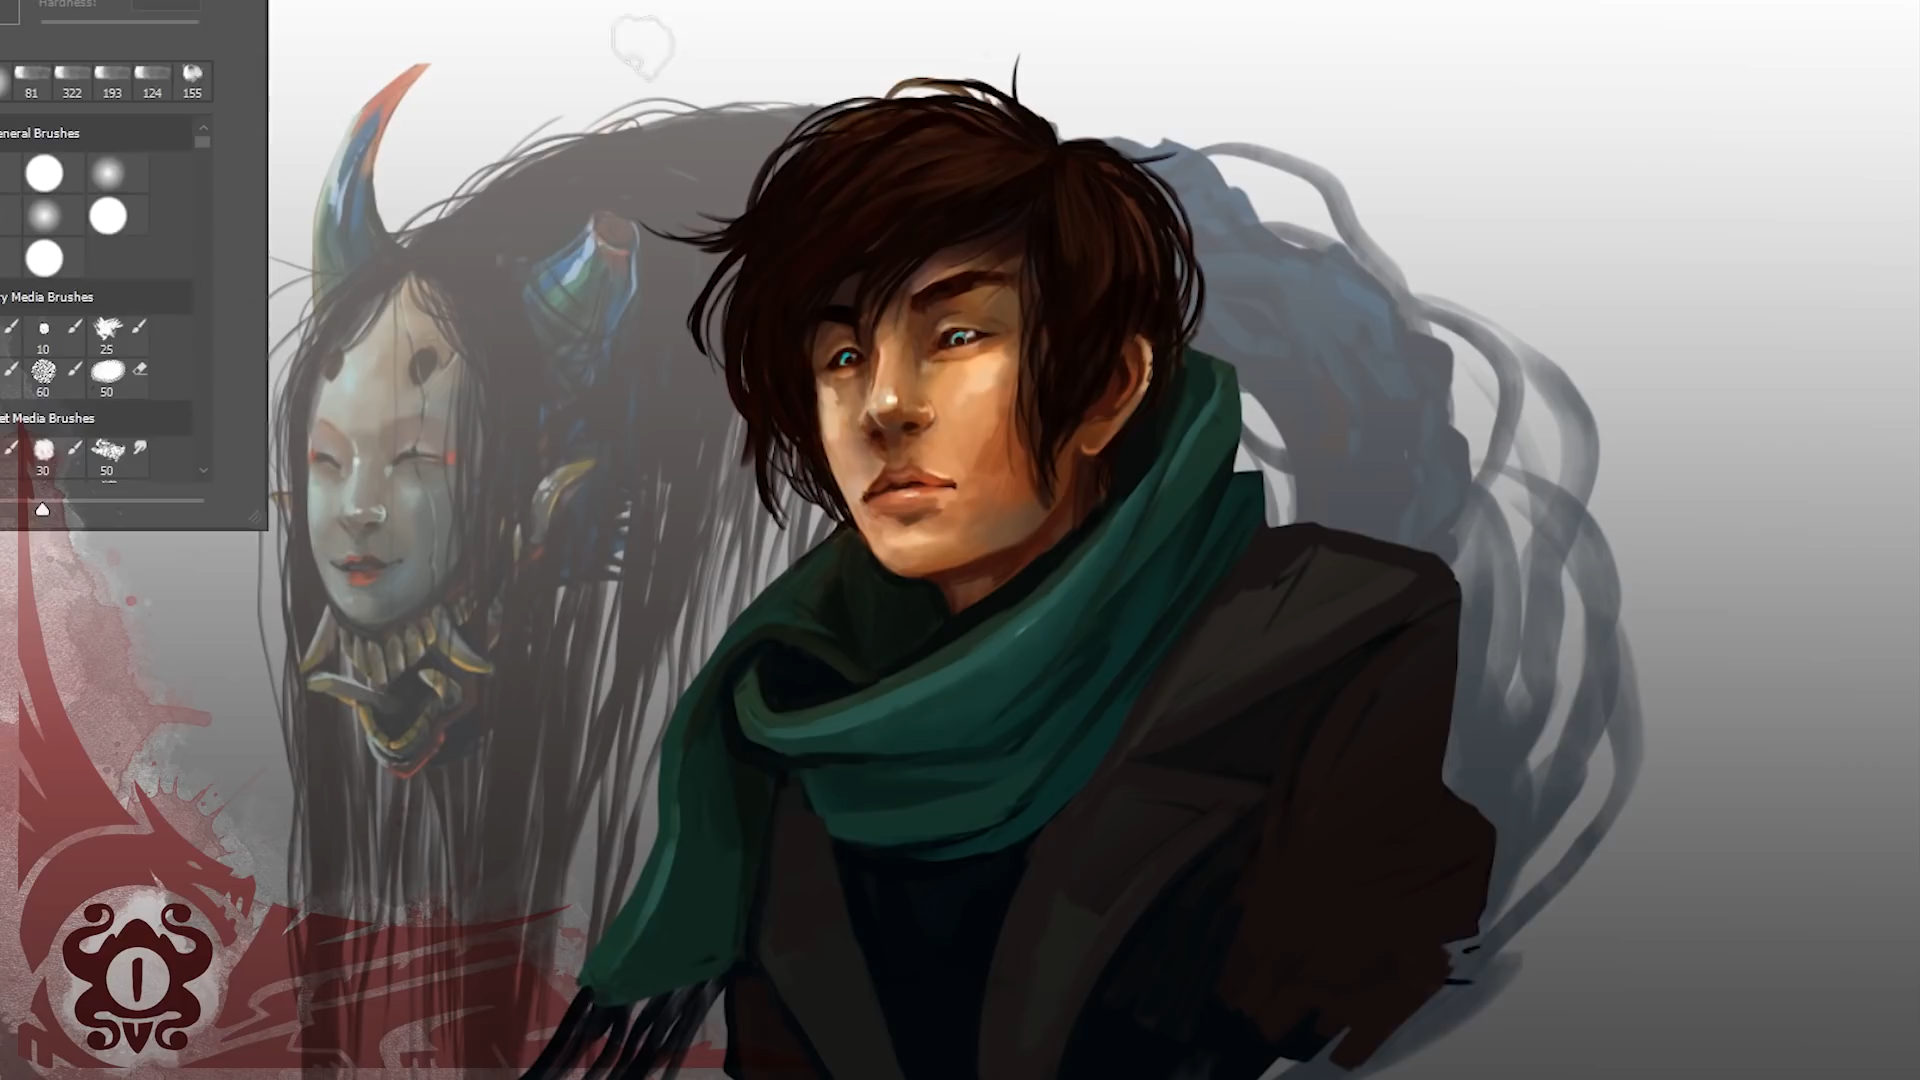 Hardness:
81 322 193 124 155
eneral Brushes
ry Media Brushes
10 25
60 50
et Media Brushes
30 50